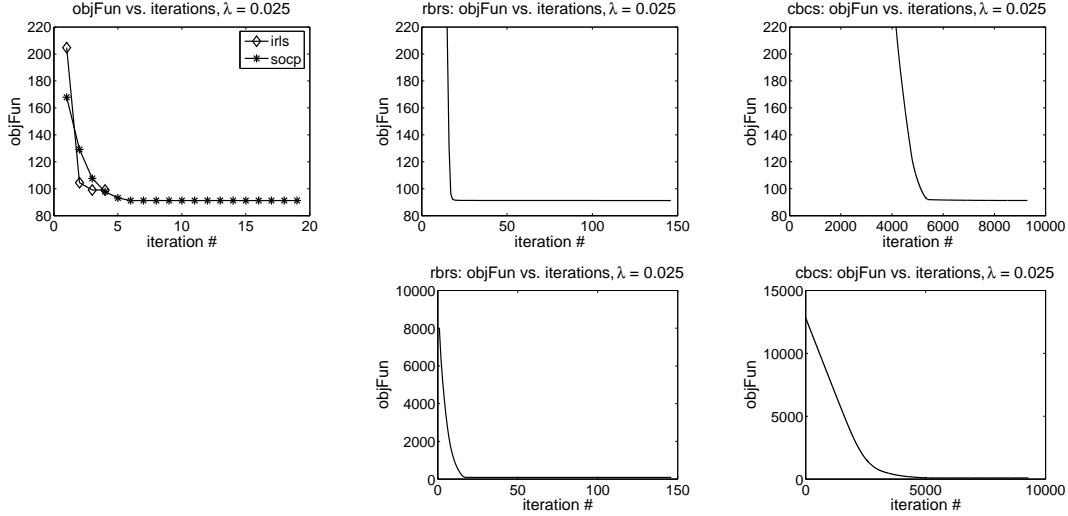 objFun vs. iterations, λ = 0.025
220
200
180
160
140
120
100
80
objFun
irls
socp
0 5 10 15 20
iteration #
rbrs: objFun vs. iterations, λ = 0.025
220
200
180
160
140
120
100
80
objFun
0 50 100 150
iteration #
cbcs: objFun vs. iterations, λ = 0.025
220
200
180
160
140
120
100
80
objFun
0 2000 4000 6000 8000 10000
iteration #
rbrs: objFun vs. iterations, λ = 0.025
10000
8000
6000
4000
2000
0
objFun
0 50 100 150
iteration #
cbcs: objFun vs. iterations, λ = 0.025
15000
10000
5000
0
objFun
0 5000 10000
iteration #